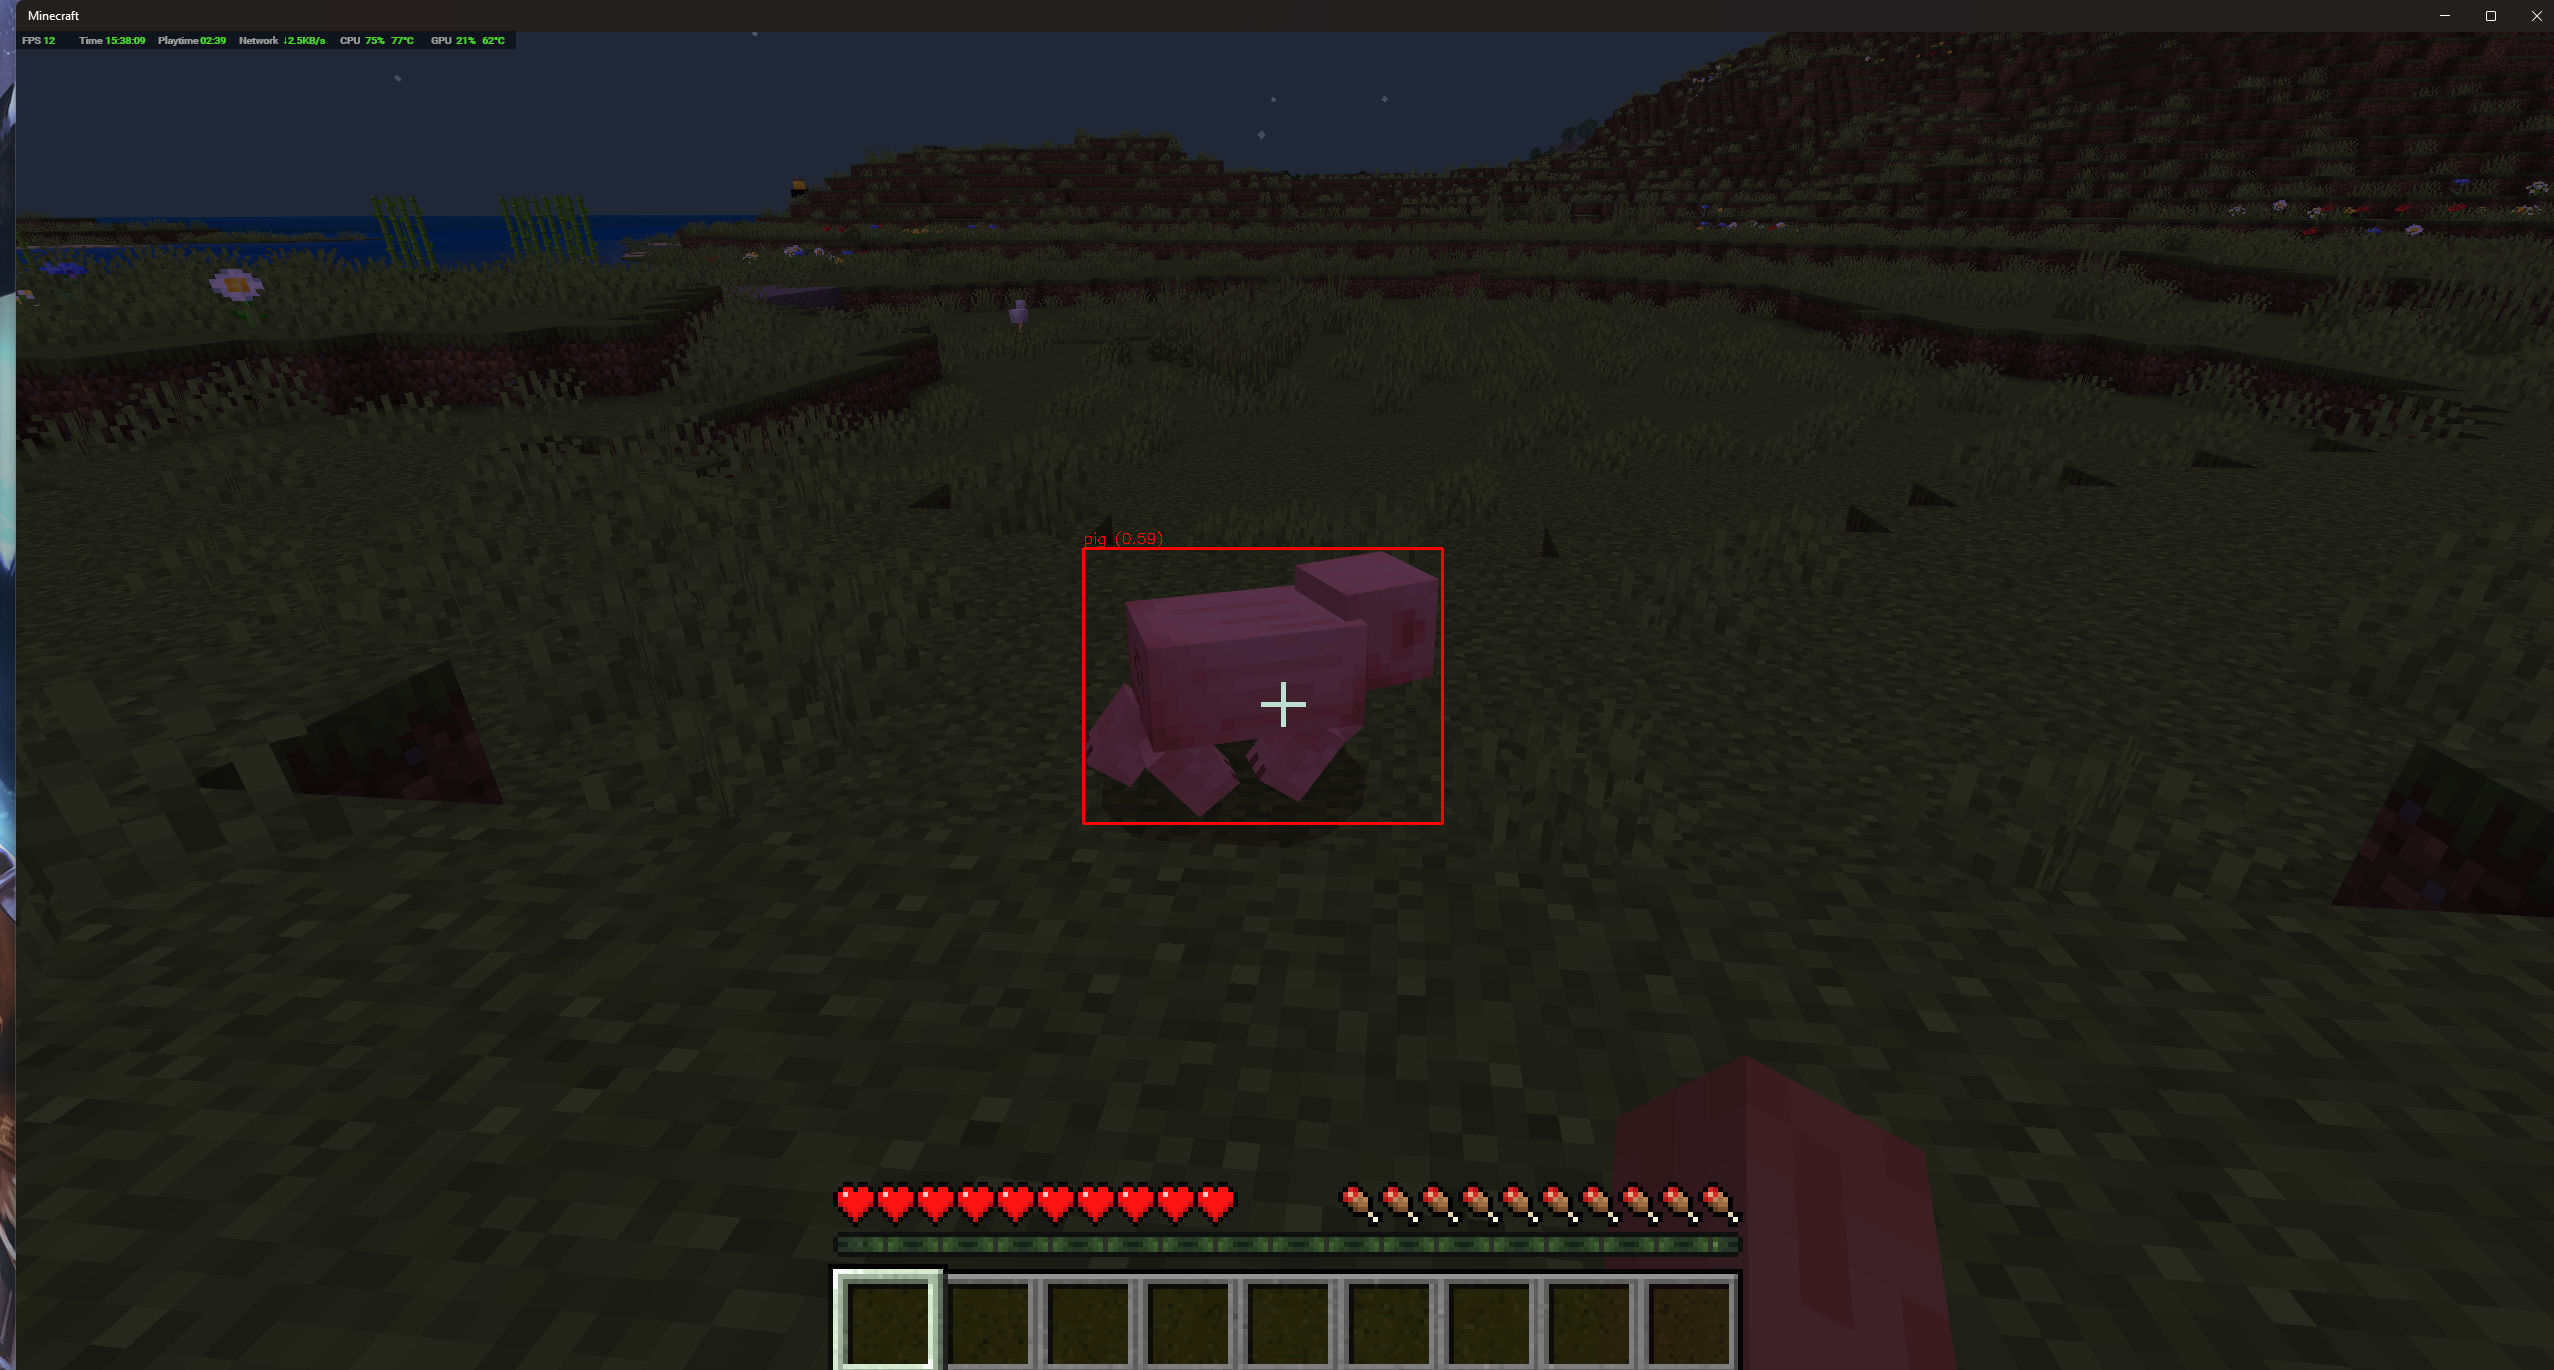 Minecraft
FPS 12 Time 15:38:09 Playtime 02:39 Network ↓2.5KB/s CPU 75% 77°C GPU 21% 62°C
pig (0.59)